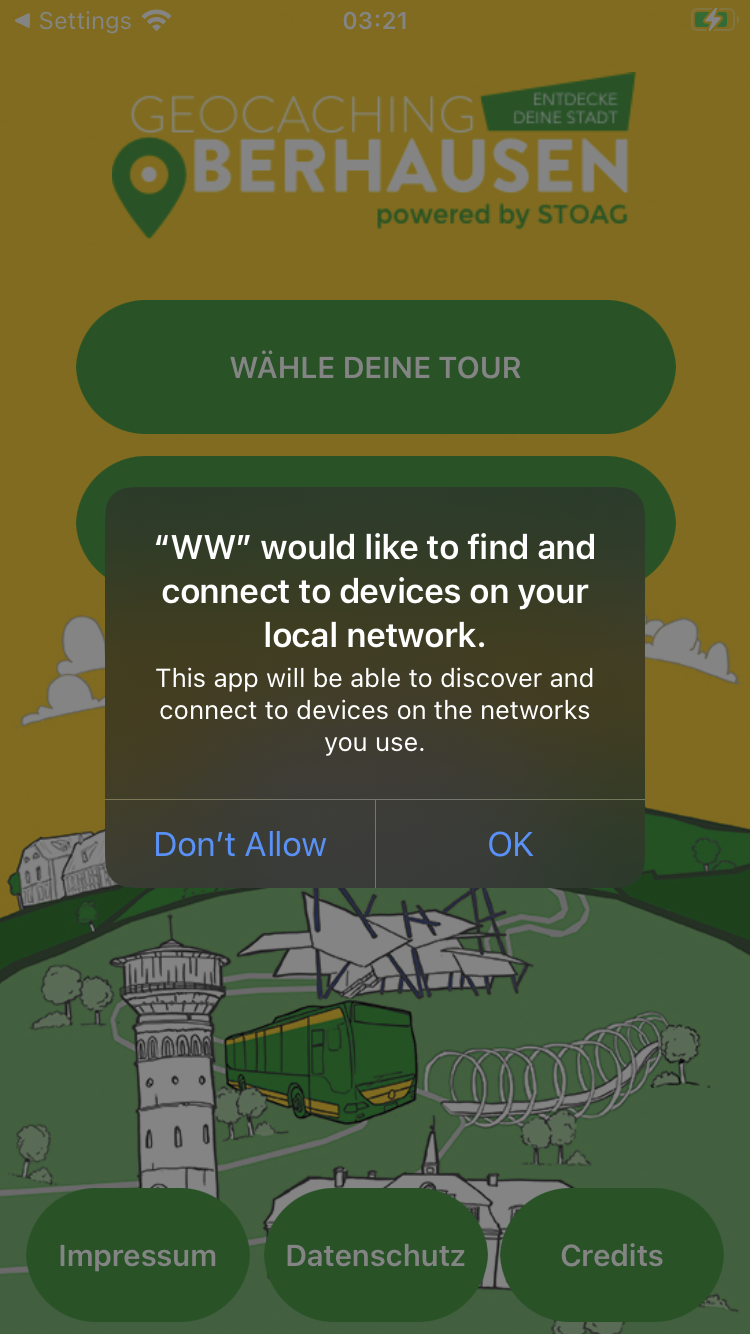 Settings
03:21
GEOCACHING
ENTDECKE
DEINE STADT
BERHAUSEN
powered by STOAG
WÄHLE DEINE TOUR
“WW” would like to find and
connect to devices on your
local network.
This app will be able to discover and
connect to devices on the networks
you use.
Don’t Allow
OK
Impressum
Datenschutz
Credits